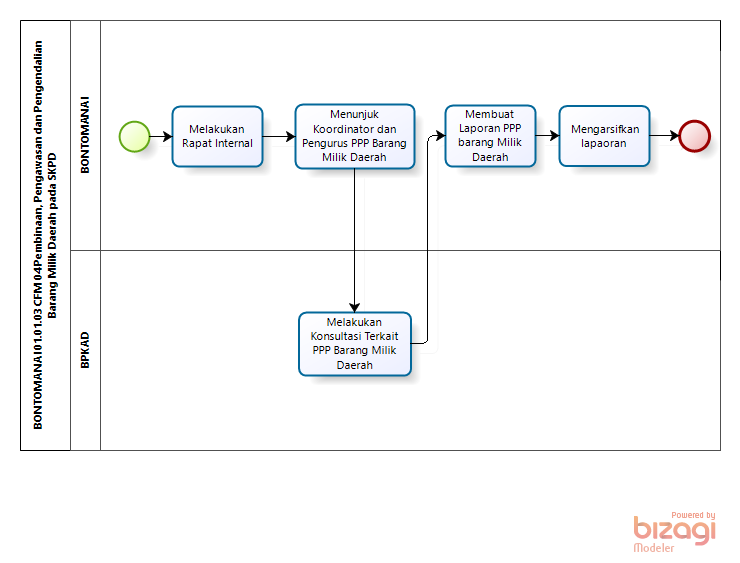 BONTOMANAI 01.01.03 CFM 04Pembinaan, Pengawasan dan Pengendalian
Barang Milik Daerah pada SKPD
BONTOMANAI
Melakukan
Rapat Internal
Menunjuk
Koordinator dan
Pengurus PPP Barang
Milik Daerah
Membuat
Laporan PPP
barang Milik
Daerah
Mengarsifkan
lapaoran
BPKAD
Melakukan
Konsultasi Terkait
PPP Barang Milik
Daerah
Powered by
bizagi
Modeler